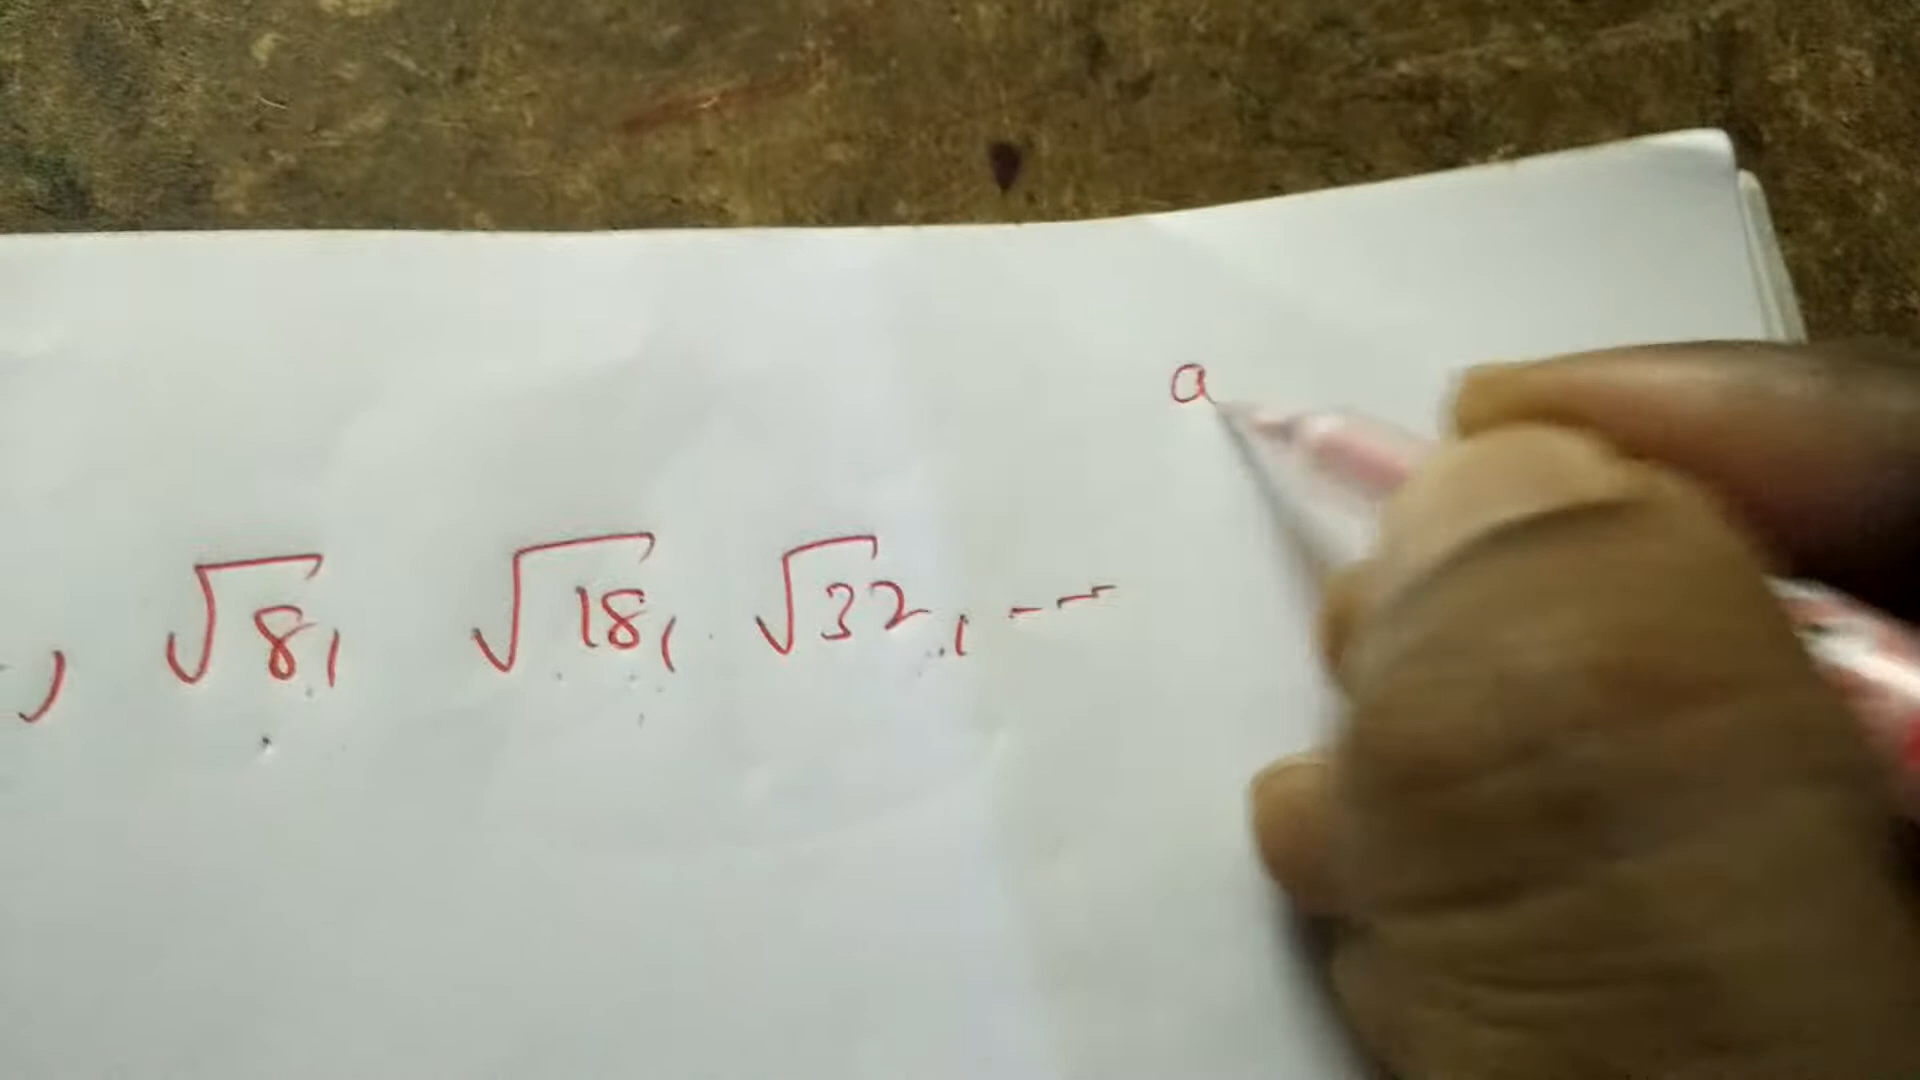 a
, √8, √18, √32, ---